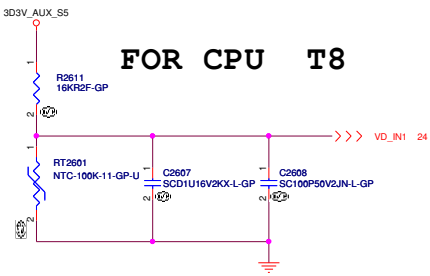 3D3V_AUX_S5
FOR CPU T8
1
R2611
16KR2F-GP
2
VD_IN1 24
1
RT2601
NTC-100K-11-GP-U
2
1
C2607
SCD1U16V2KX-L-GP
2
1
C2608
SC100P50V2JN-L-GP
2